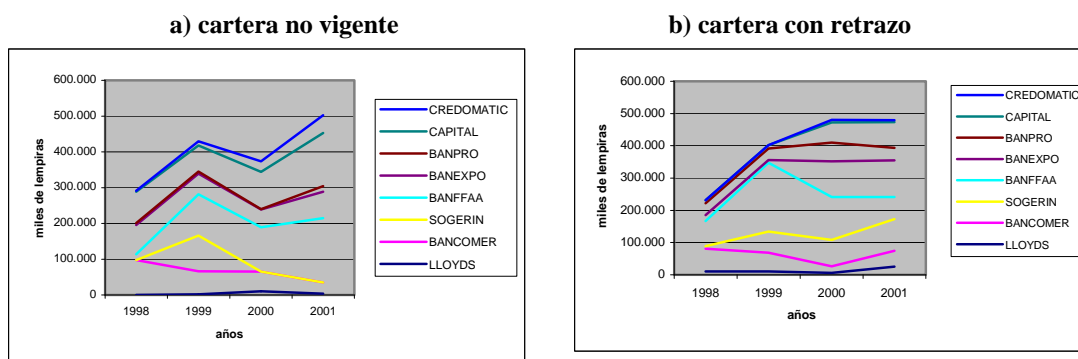 a) cartera no vigente
600.000
500.000
400.000
300.000
200.000
100.000
0
miles de lempiras
1998 1999 2000 2001
años
CREDOMATIC
CAPITAL
BANPRO
BANEXPO
BANFFAA
SOGERIN
BANCOMER
LLOYDS
b) cartera con retrazo
600.000
500.000
400.000
300.000
200.000
100.000
0
miles de lempiras
1998 1999 2000 2001
años
CREDOMATIC
CAPITAL
BANPRO
BANEXPO
BANFFAA
SOGERIN
BANCOMER
LLOYDS